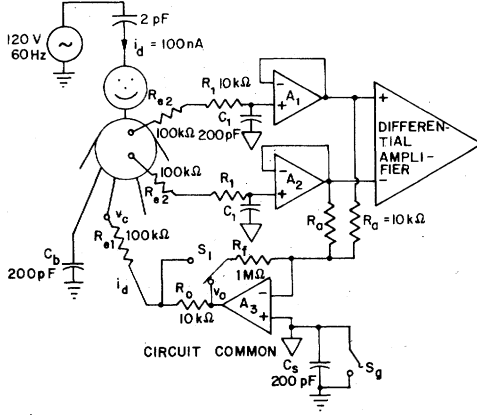 2 pF
120 V
60 Hz
i_d = 100nA
R_e2
100kΩ
R_1 10kΩ
C_1
200pF
A_1
-
+
100kΩ
R_e2
R_1
C_1
A_2
-
+
+
-
DIFFEREN-
TIAL
AMPLI-
FIER
R_a
R_a = 10kΩ
v_c
R_e1
100kΩ
C_b
200pF
i_d
S_1
R_f
1MΩ
R_o
10kΩ
v_o
A_3
-
+
CIRCUIT COMMON
C_s
200 pF
S_g